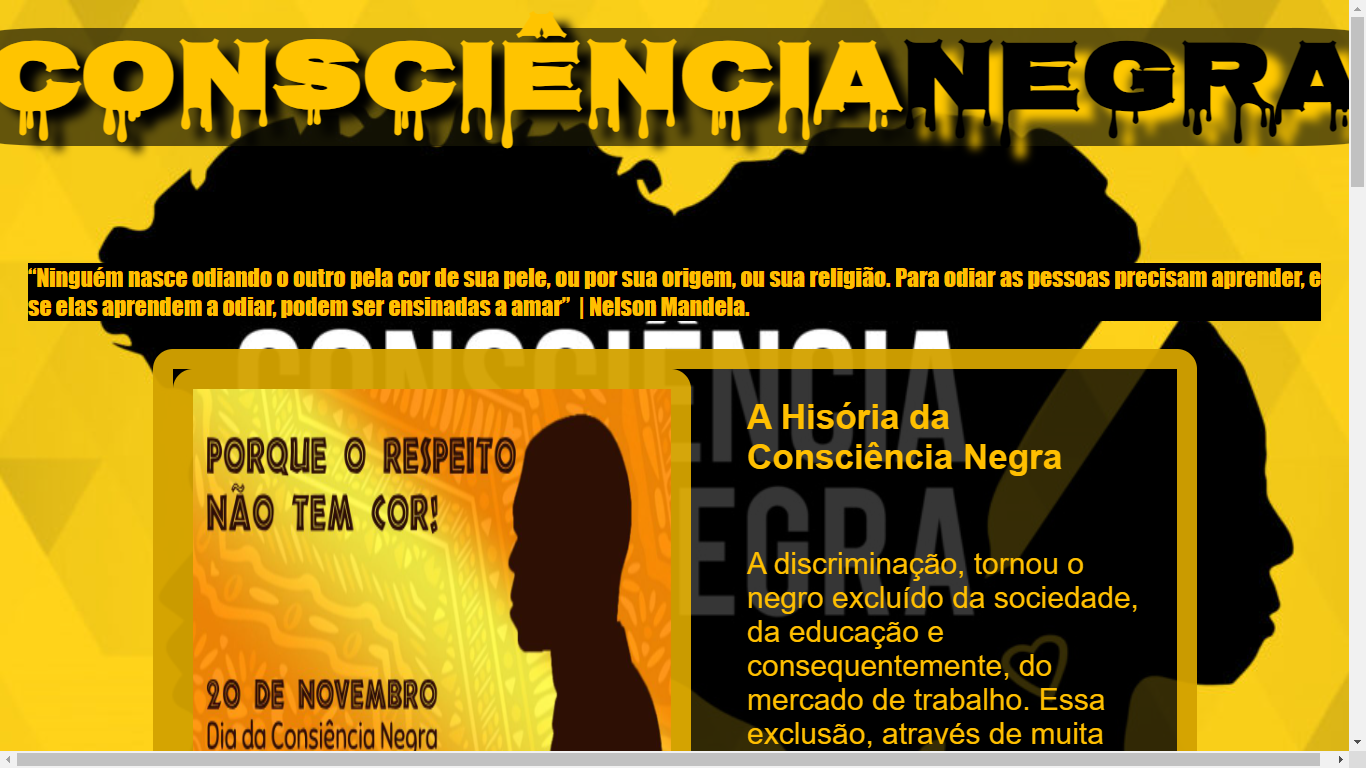 CONSCIÊNCIANEGRA
“Ninguém nasce odiando o outro pela cor de sua pele, ou por sua origem, ou sua religião. Para odiar as pessoas precisam aprender, e
se elas aprendem a odiar, podem ser ensinadas a amar” | Nelson Mandela.
CONSCIÊNCIA
NEGRA
PORQUE O RESPEITO
NÃO TEM COR!
20 DE NOVEMBRO
Dia da Consiência Negra
A Hisória da
Consciência Negra
A discriminação, tornou o
negro excluído da sociedade,
da educação e
consequentemente, do
mercado de trabalho. Essa
exclusão, através de muita